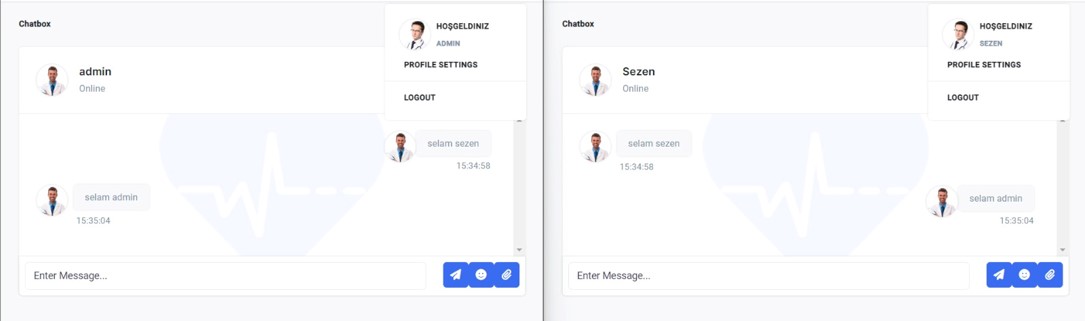 Chatbox
HOŞGELDINIZ
ADMIN
PROFILE SETTINGS
LOGOUT
admin
Online
selam sezen
15:34:58
selam admin
15:35:04
Enter Message...
Chatbox
HOŞGELDINIZ
SEZEN
PROFILE SETTINGS
LOGOUT
Sezen
Online
selam sezen
15:34:58
selam admin
15:35:04
Enter Message...